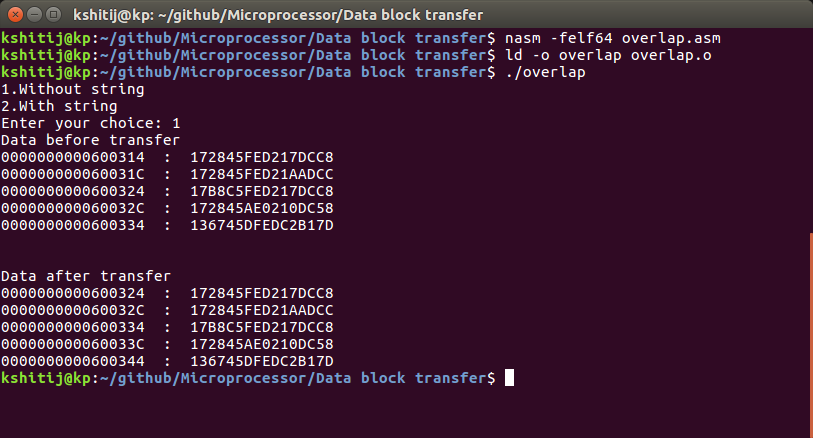 kshitij@kp: ~/github/Microprocessor/Data block transfer
kshitij@kp:~/github/Microprocessor/Data block transfer$ nasm -felf64 overlap.asm
kshitij@kp:~/github/Microprocessor/Data block transfer$ ld -o overlap overlap.o
kshitij@kp:~/github/Microprocessor/Data block transfer$ ./overlap
1.Without string
2.With string
Enter your choice: 1
Data before transfer
0000000000600314  :  172845FED217DCC8
000000000060031C  :  172845FED21AADCC
0000000000600324  :  17B8C5FED217DCC8
000000000060032C  :  172845AE0210DC58
0000000000600334  :  136745DFEDC2B17D
Data after transfer
0000000000600324  :  172845FED217DCC8
000000000060032C  :  172845FED21AADCC
0000000000600334  :  17B8C5FED217DCC8
000000000060033C  :  172845AE0210DC58
0000000000600344  :  136745DFEDC2B17D
kshitij@kp:~/github/Microprocessor/Data block transfer$